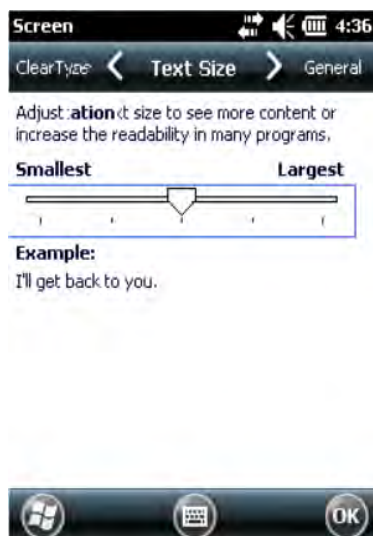 Screen 4:36
ClearType Text Size General
Adjust :ation‹t size to see more content or
increase the readability in many programs.
Smallest Largest
Example:
I'll get back to you.
OK